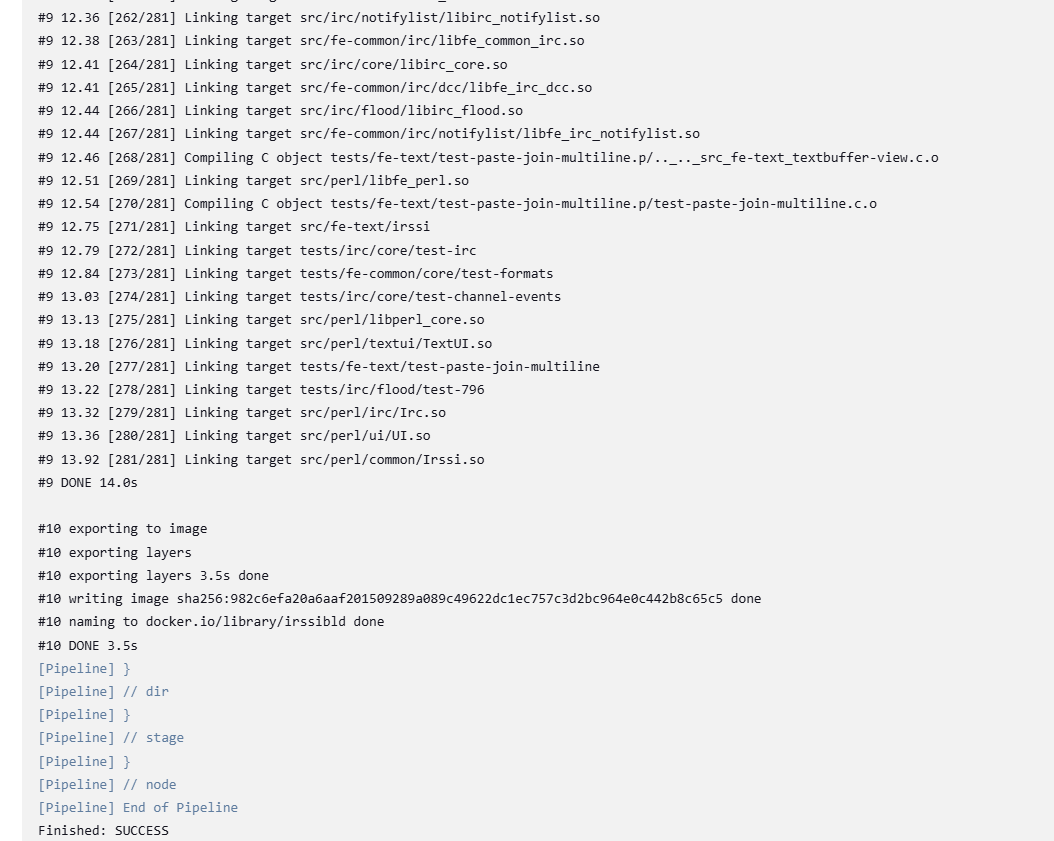 #9 12.36 [262/281] Linking target src/irc/notifylist/libirc_notifylist.so
#9 12.38 [263/281] Linking target src/fe-common/irc/libfe_common_irc.so
#9 12.41 [264/281] Linking target src/irc/core/libirc_core.so
#9 12.41 [265/281] Linking target src/fe-common/irc/dcc/libfe_irc_dcc.so
#9 12.44 [266/281] Linking target src/irc/flood/libirc_flood.so
#9 12.44 [267/281] Linking target src/fe-common/irc/notifylist/libfe_irc_notifylist.so
#9 12.46 [268/281] Compiling C object tests/fe-text/test-paste-join-multiline.p/.._.._src_fe-text_textbuffer-view.c.o
#9 12.51 [269/281] Linking target src/perl/libfe_perl.so
#9 12.54 [270/281] Compiling C object tests/fe-text/test-paste-join-multiline.p/test-paste-join-multiline.c.o
#9 12.75 [271/281] Linking target src/fe-text/irssi
#9 12.79 [272/281] Linking target tests/irc/core/test-irc
#9 12.84 [273/281] Linking target tests/fe-common/core/test-formats
#9 13.03 [274/281] Linking target tests/irc/core/test-channel-events
#9 13.13 [275/281] Linking target src/perl/libperl_core.so
#9 13.18 [276/281] Linking target src/perl/textui/TextUI.so
#9 13.20 [277/281] Linking target tests/fe-text/test-paste-join-multiline
#9 13.22 [278/281] Linking target tests/irc/flood/test-796
#9 13.32 [279/281] Linking target src/perl/irc/Irc.so
#9 13.36 [280/281] Linking target src/perl/ui/UI.so
#9 13.92 [281/281] Linking target src/perl/common/Irssi.so
#9 DONE 14.0s

#10 exporting to image
#10 exporting layers
#10 exporting layers 3.5s done
#10 writing image sha256:982c6efa20a6aaf201509289a089c49622dc1ec757c3d2bc964e0c442b8c65c5 done
#10 naming to docker.io/library/irssibld done
#10 DONE 3.5s
[Pipeline] }
[Pipeline] // dir
[Pipeline] }
[Pipeline] // stage
[Pipeline] }
[Pipeline] // node
[Pipeline] End of Pipeline
Finished: SUCCESS